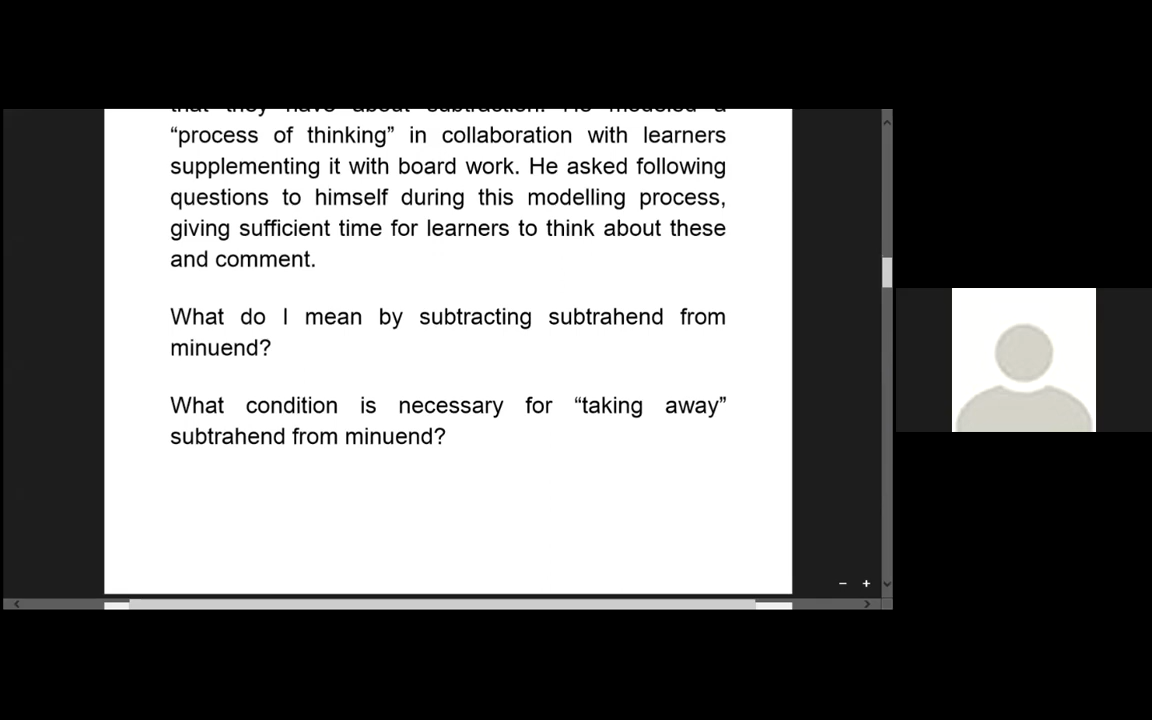 that they have about subtraction. He modeled a
“process of thinking” in collaboration with learners
supplementing it with board work. He asked following
questions to himself during this modelling process,
giving sufficient time for learners to think about these
and comment.
What do I mean by subtracting subtrahend from
minuend?
What condition is necessary for “taking away”
subtrahend from minuend?